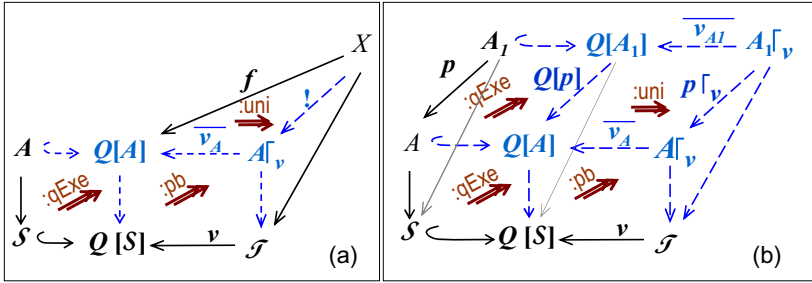 X
f
:uni
!
A Q[A] v_A A⌈v
:qExe :pb
S Q [S] v 𝒯
(a)
A1 Q[A1] v_A1 A1⌈v
p :qExe Q[p] :uni p⌈v
A Q[A] v_A A⌈v
:qExe :pb
S Q [S] v 𝒯
(b)